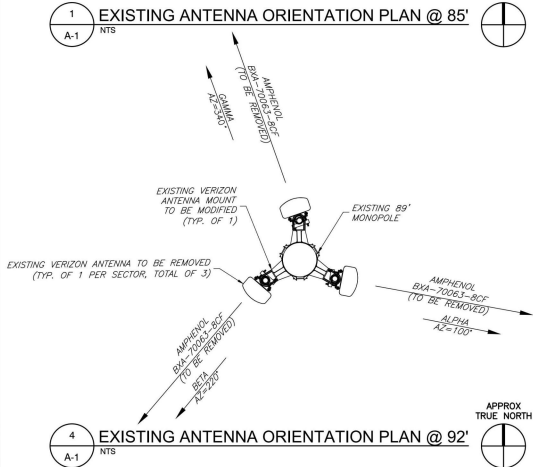 1
A-1
EXISTING ANTENNA ORIENTATION PLAN @ 85'
NTS
AMPHENOL
BXA-70063-8CF
(TO BE REMOVED)
GAMMA
AZ=340°
EXISTING VERIZON
ANTENNA MOUNT
TO BE MODIFIED
(TYP. OF 1)
EXISTING 89'
MONOPOLE
EXISTING VERIZON ANTENNA TO BE REMOVED
(TYP. OF 1 PER SECTOR, TOTAL OF 3)
AMPHENOL
BXA-70063-8CF
(TO BE REMOVED)
ALPHA
AZ=100°
AMPHENOL
BXA-70063-8CF
(TO BE REMOVED)
BETA
AZ=220°
APPROX
TRUE NORTH
4
A-1
EXISTING ANTENNA ORIENTATION PLAN @ 92'
NTS